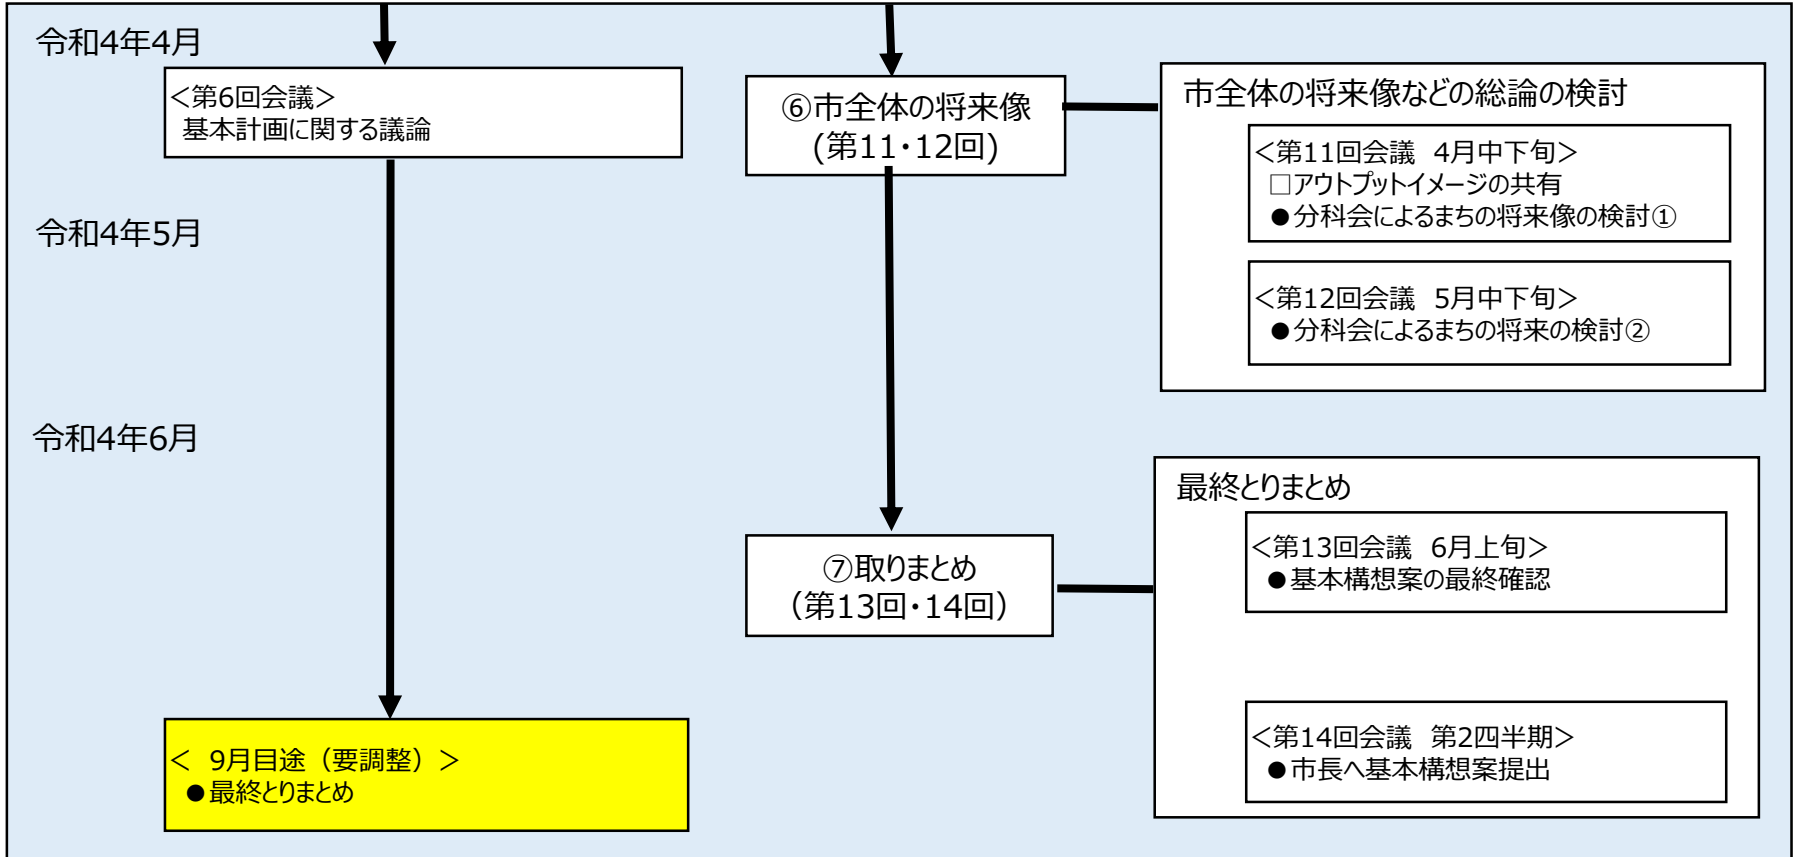 令和4年4月
＜第6回会議＞
基本計画に関する議論
⑥市全体の将来像
(第11・12回)
市全体の将来像などの総論の検討
＜第11回会議 4月中下旬＞
□アウトプットイメージの共有
●分科会によるまちの将来像の検討①
令和4年5月
＜第12回会議 5月中下旬＞
●分科会によるまちの将来の検討②
令和4年6月
最終とりまとめ
⑦取りまとめ
（第13回・14回）
＜第13回会議 6月上旬＞
●基本構想案の最終確認
＜ 9月目途（要調整）＞
●最終とりまとめ
＜第14回会議 第2四半期＞
●市長へ基本構想案提出